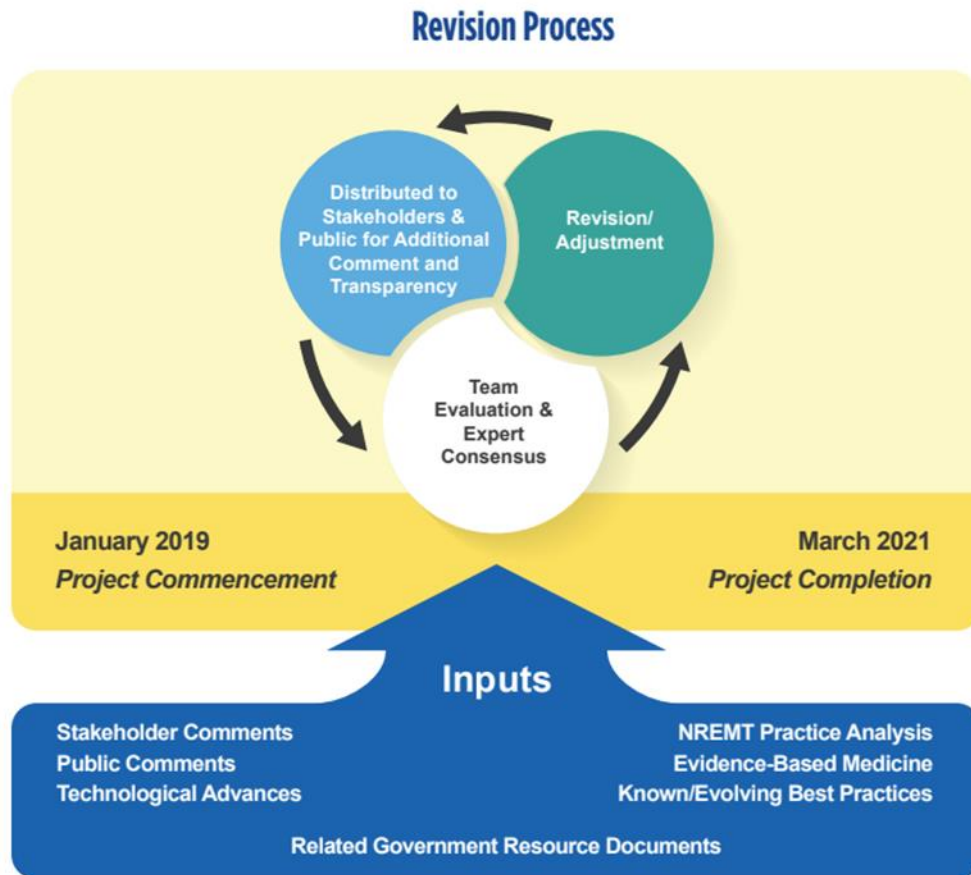 Revision Process
Distributed to
Stakeholders &
Public for Additional
Comment and
Transparency
Revision/
Adjustment
Team
Evaluation &
Expert
Consensus
January 2019
Project Commencement
March 2021
Project Completion
Inputs
Stakeholder Comments
Public Comments
Technological Advances
NREMT Practice Analysis
Evidence-Based Medicine
Known/Evolving Best Practices
Related Government Resource Documents